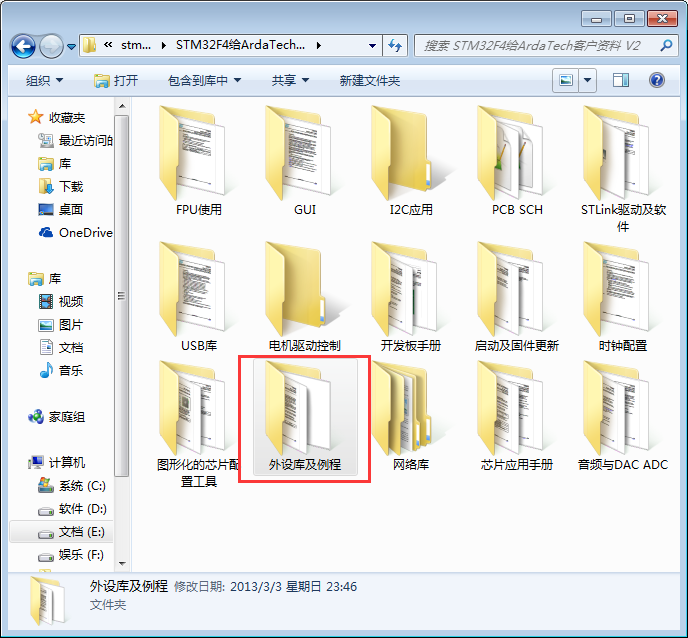 « stm... ▸ STM32F4给ArdaTech... ▸
搜索 STM32F4给ArdaTech客户资料 V2
组织 打开 包含到库中 共享 新建文件夹
收藏夹
最近访问的
库
下载
桌面
OneDrive
库
视频
图片
文档
音乐
家庭组
计算机
系统 (C:)
软件 (D:)
文档 (E:)
娱乐 (F:)
FPU使用
GUI
I2C应用
PCB SCH
STLink驱动及软
件
USB库
电机驱动控制
开发板手册
启动及固件更新
时钟配置
图形化的芯片配
置工具
外设库及例程
网络库
芯片应用手册
音频与DAC ADC
外设库及例程 修改日期: 2013/3/3 星期日 23:46
文件夹